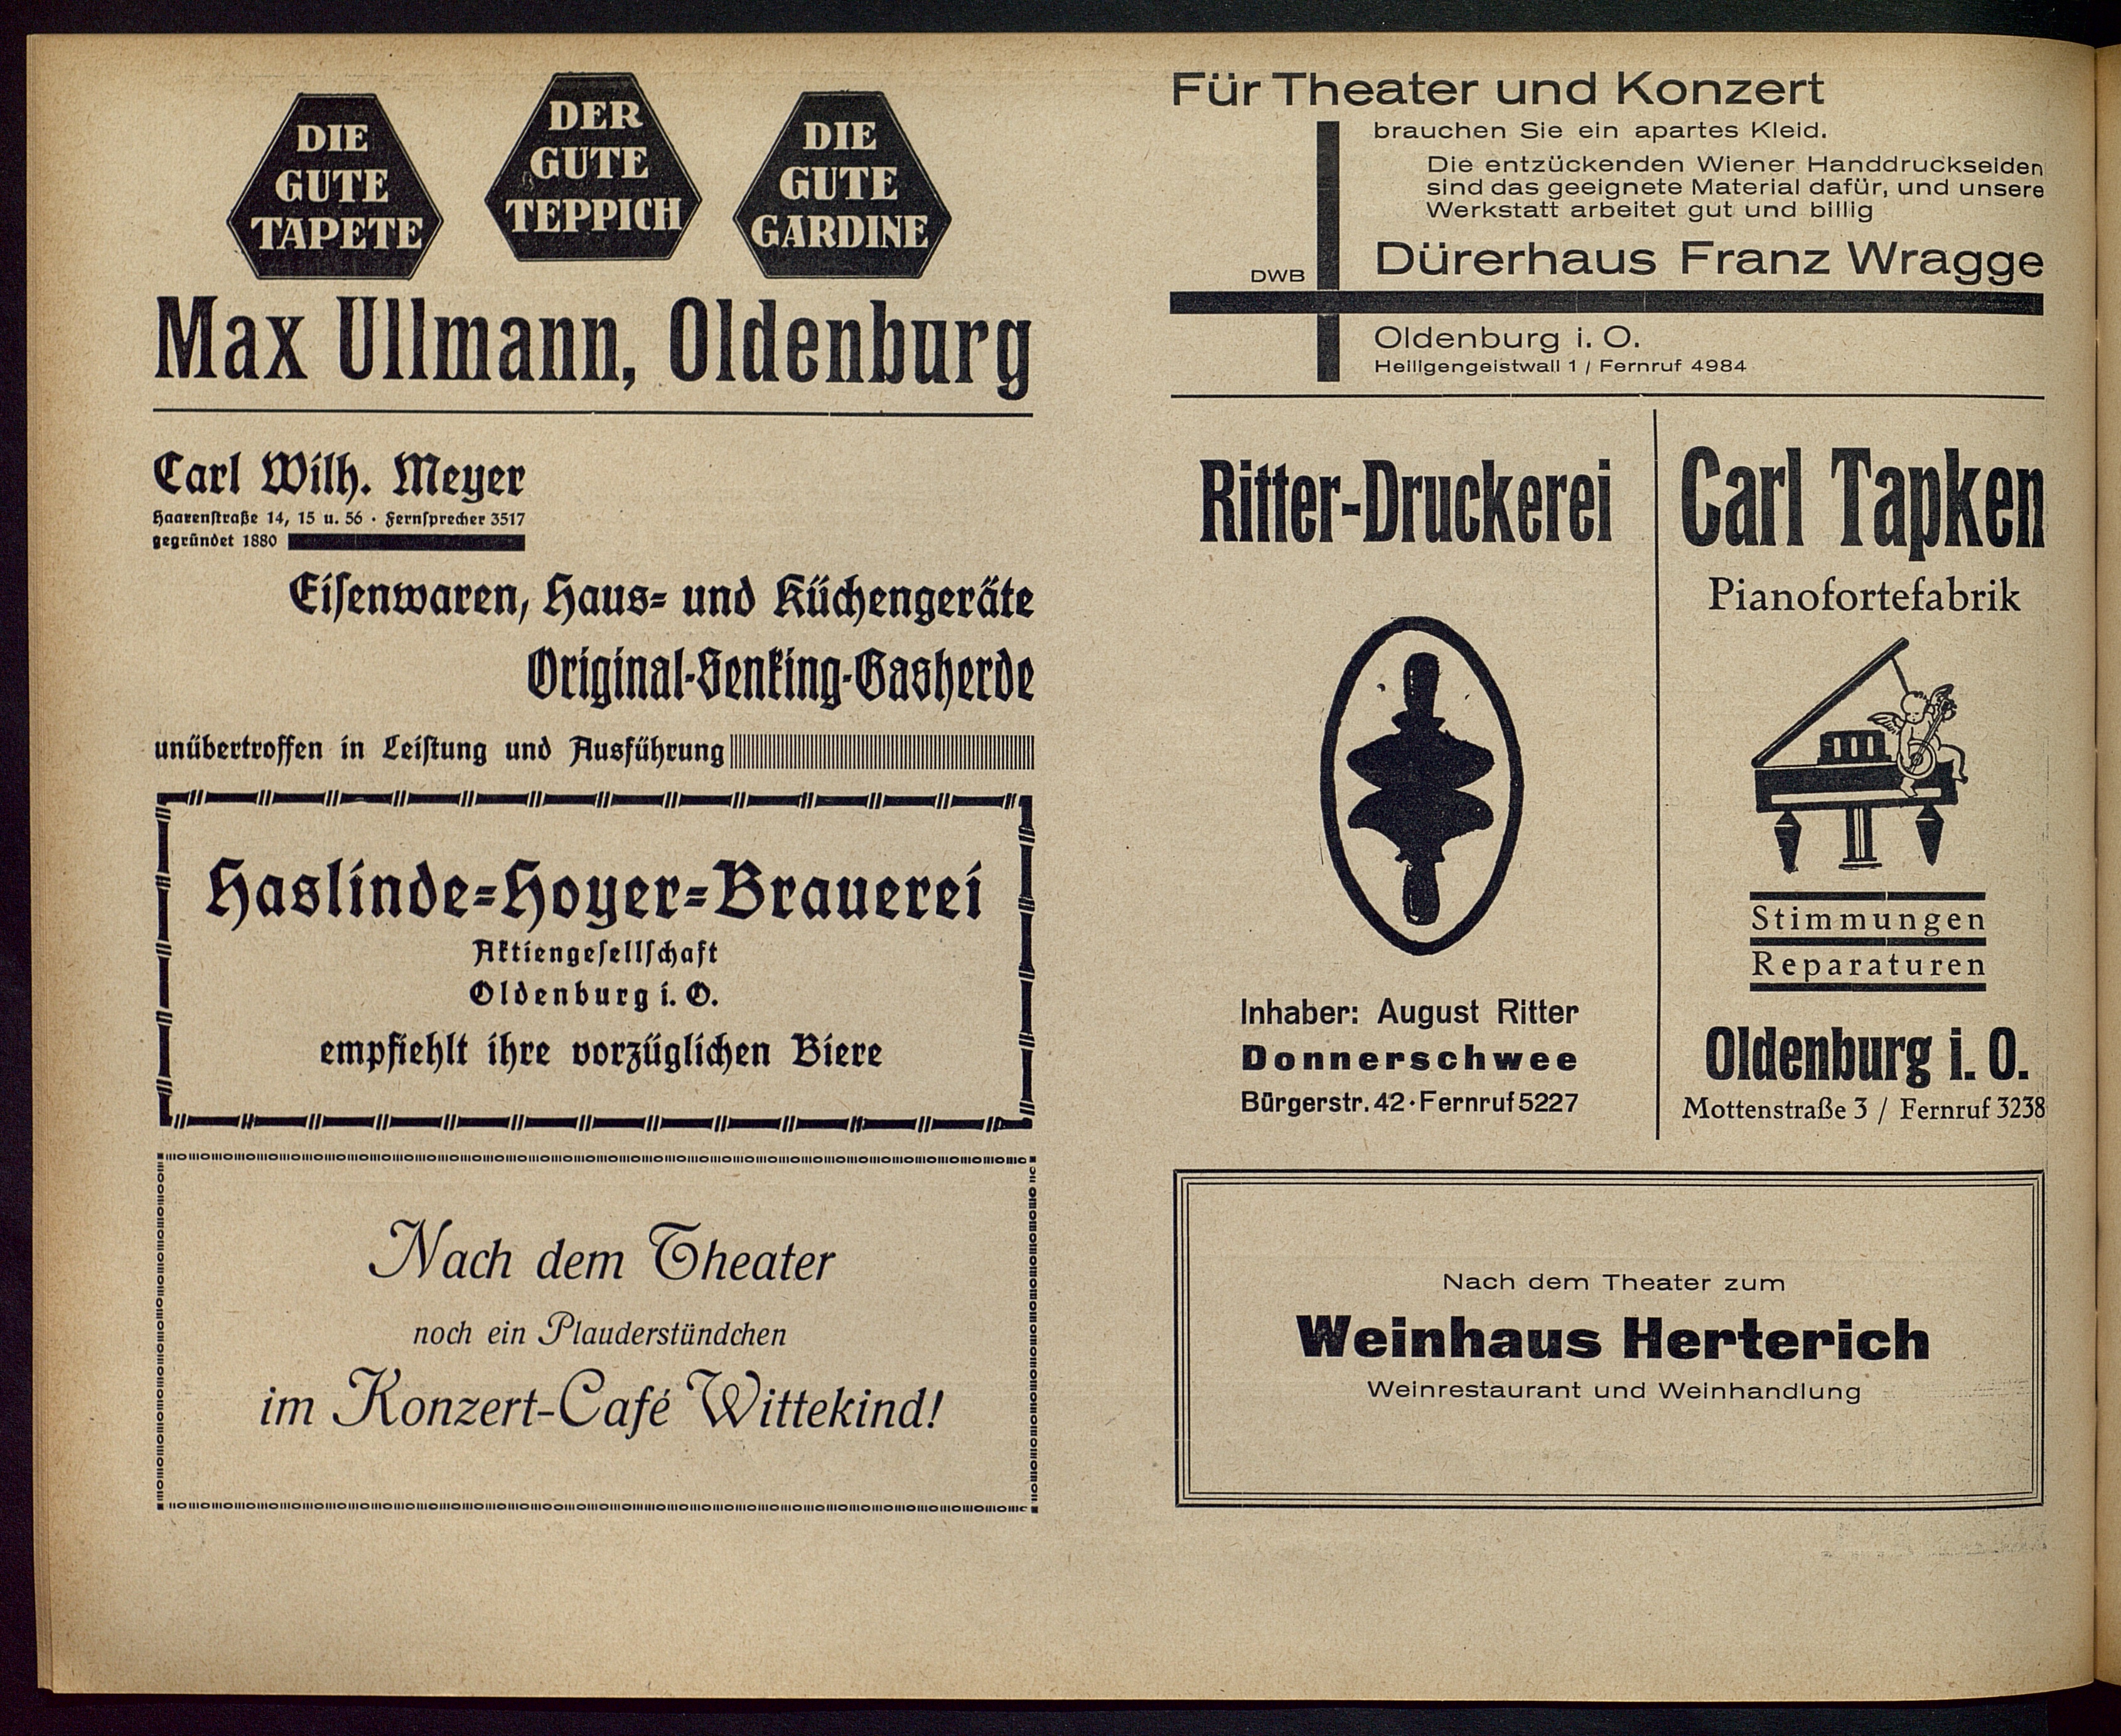 DIE
GUTE
TAPETE
DER
GUTE
TEPPICH
DIE
GUTE
GARDINE
Max Ullmann, Oldenburg
Carl Wilh. Meyer
Haarenſtraße 14, 15 u. 56 · Fernſprecher 3517
gegründet 1880
Eiſenwaren, Haus- und Küchengeräte
Original-Senking-Gasherde
unübertroffen in Leiſtung und Ausführung
Haslinde-Hoyer-Brauerei
Aktiengeſellſchaft
Oldenburg i. O.
empfiehlt ihre vorzüglichen Biere
Nach dem Theater
noch ein Plauderstündchen
im Konzert-Café Wittekind!
Für Theater und Konzert
brauchen Sie ein apartes Kleid.
Die entzückenden Wiener Handdruckseiden
sind das geeignete Material dafür, und unsere
Werkstatt arbeitet gut und billig
DWB
Dürerhaus Franz Wragge
Oldenburg i. O.
Heiligengeistwall 1 / Fernruf 4984
Ritter-Druckerei
Inhaber: August Ritter
Donnerschwee
Bürgerstr. 42 · Fernruf 5227
Carl Tapken
Pianofortefabrik
Stimmungen
Reparaturen
Oldenburg i. O.
Mottenstraße 3 / Fernruf 3238
Nach dem Theater zum
Weinhaus Herterich
Weinrestaurant und Weinhandlung